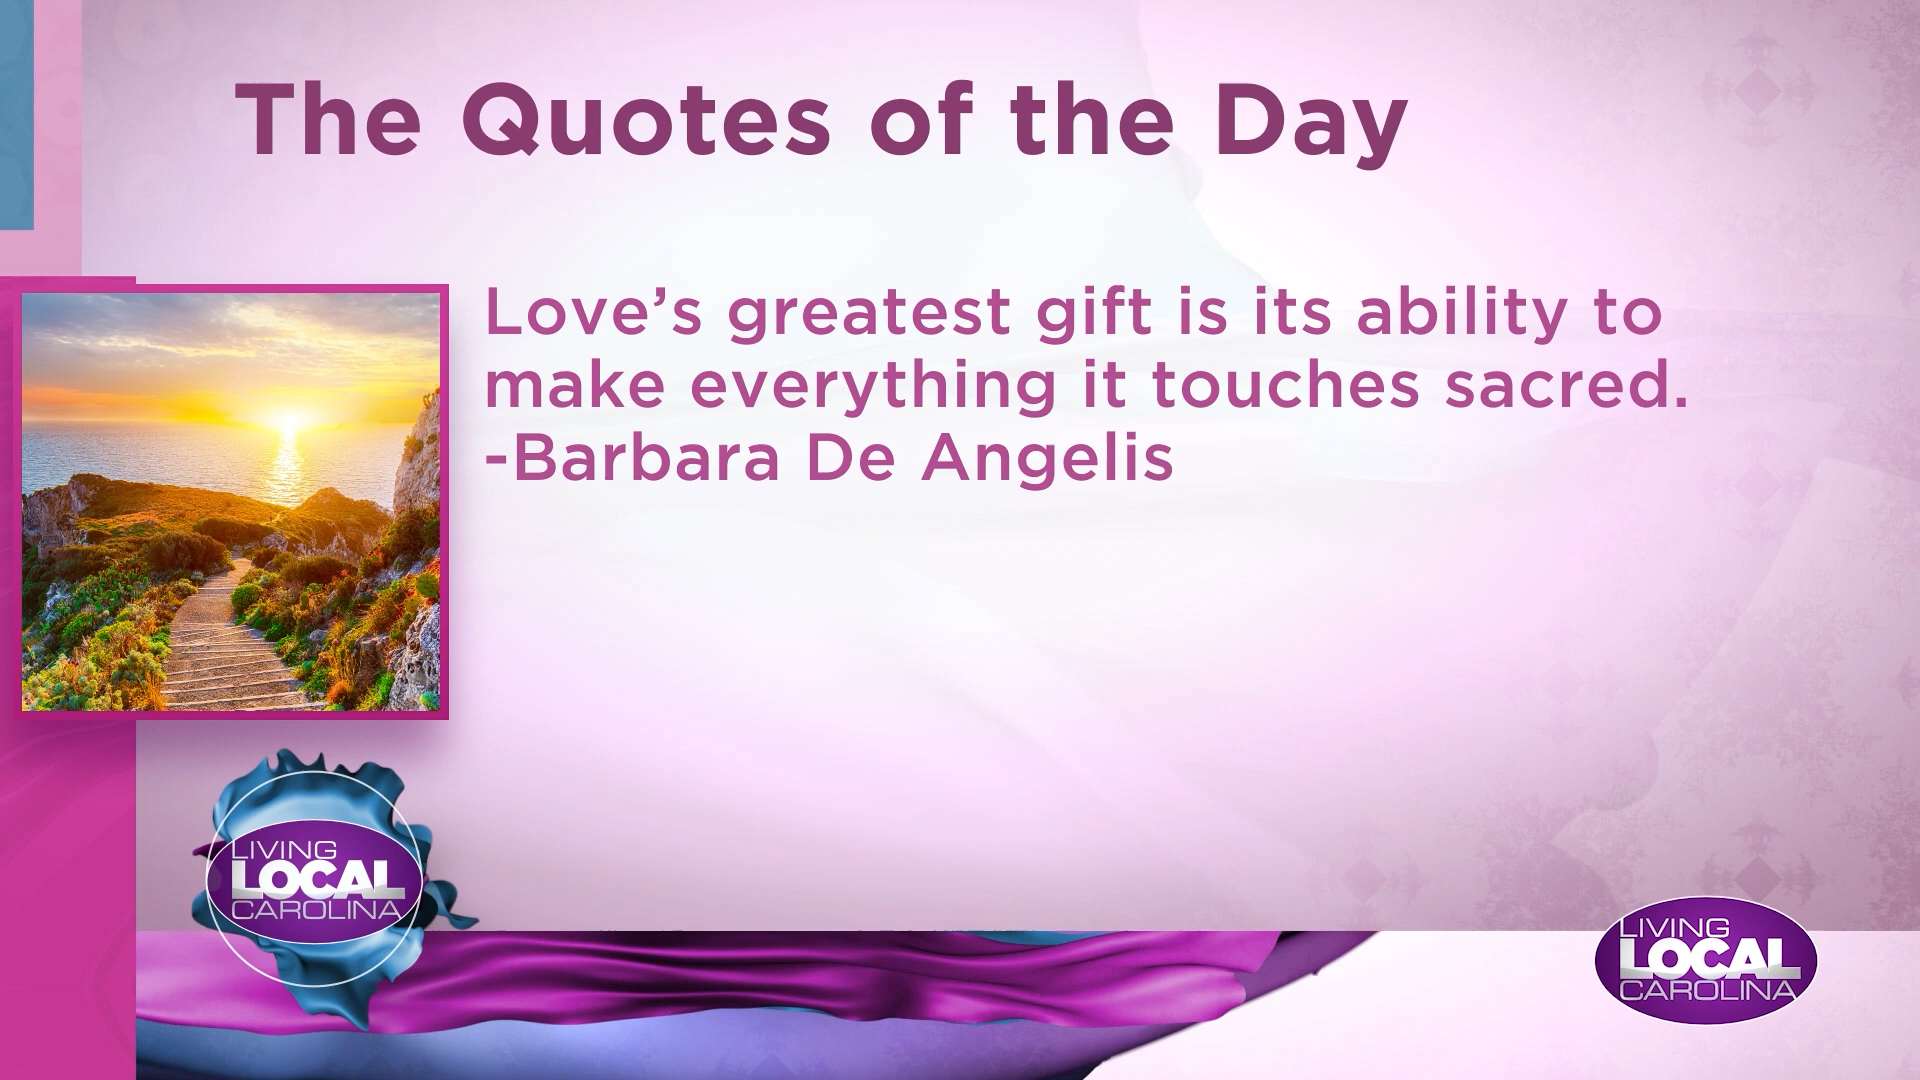 The Quotes of the Day
Love’s greatest gift is its ability to
make everything it touches sacred.
-Barbara De Angelis
LIVING
LOCAL
CAROLINA
LIVING
LOCAL
CAROLINA